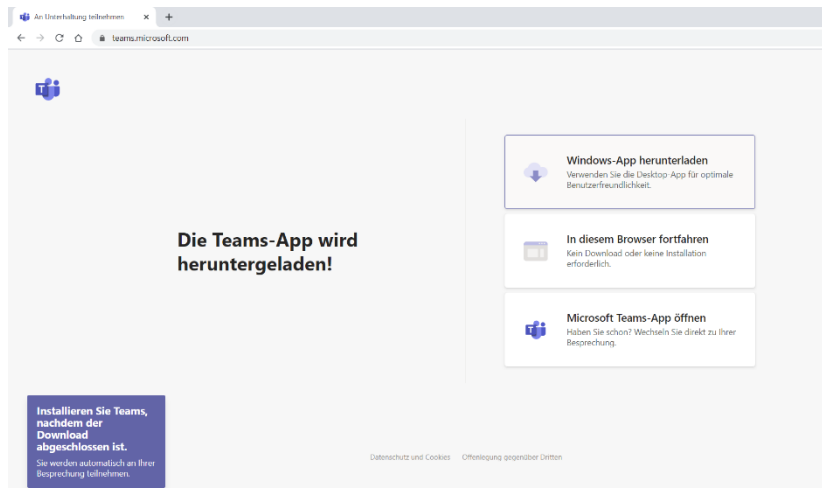 An Unterhaltung teilnehmen
teams.microsoft.com
Windows-App herunterladen
Verwenden Sie die Desktop-App für optimale
Benutzerfreundlichkeit.
Die Teams-App wird
heruntergeladen!
In diesem Browser fortfahren
Kein Download oder keine Installation
erforderlich.
Microsoft Teams-App öffnen
Haben Sie schon? Wechseln Sie direkt zu Ihrer
Besprechung.
Installieren Sie Teams,
nachdem der
Download
abgeschlossen ist.
Sie werden automatisch an Ihrer
Besprechung teilnehmen.
Datenschutz und Cookies Offenlegung gegenüber Dritten